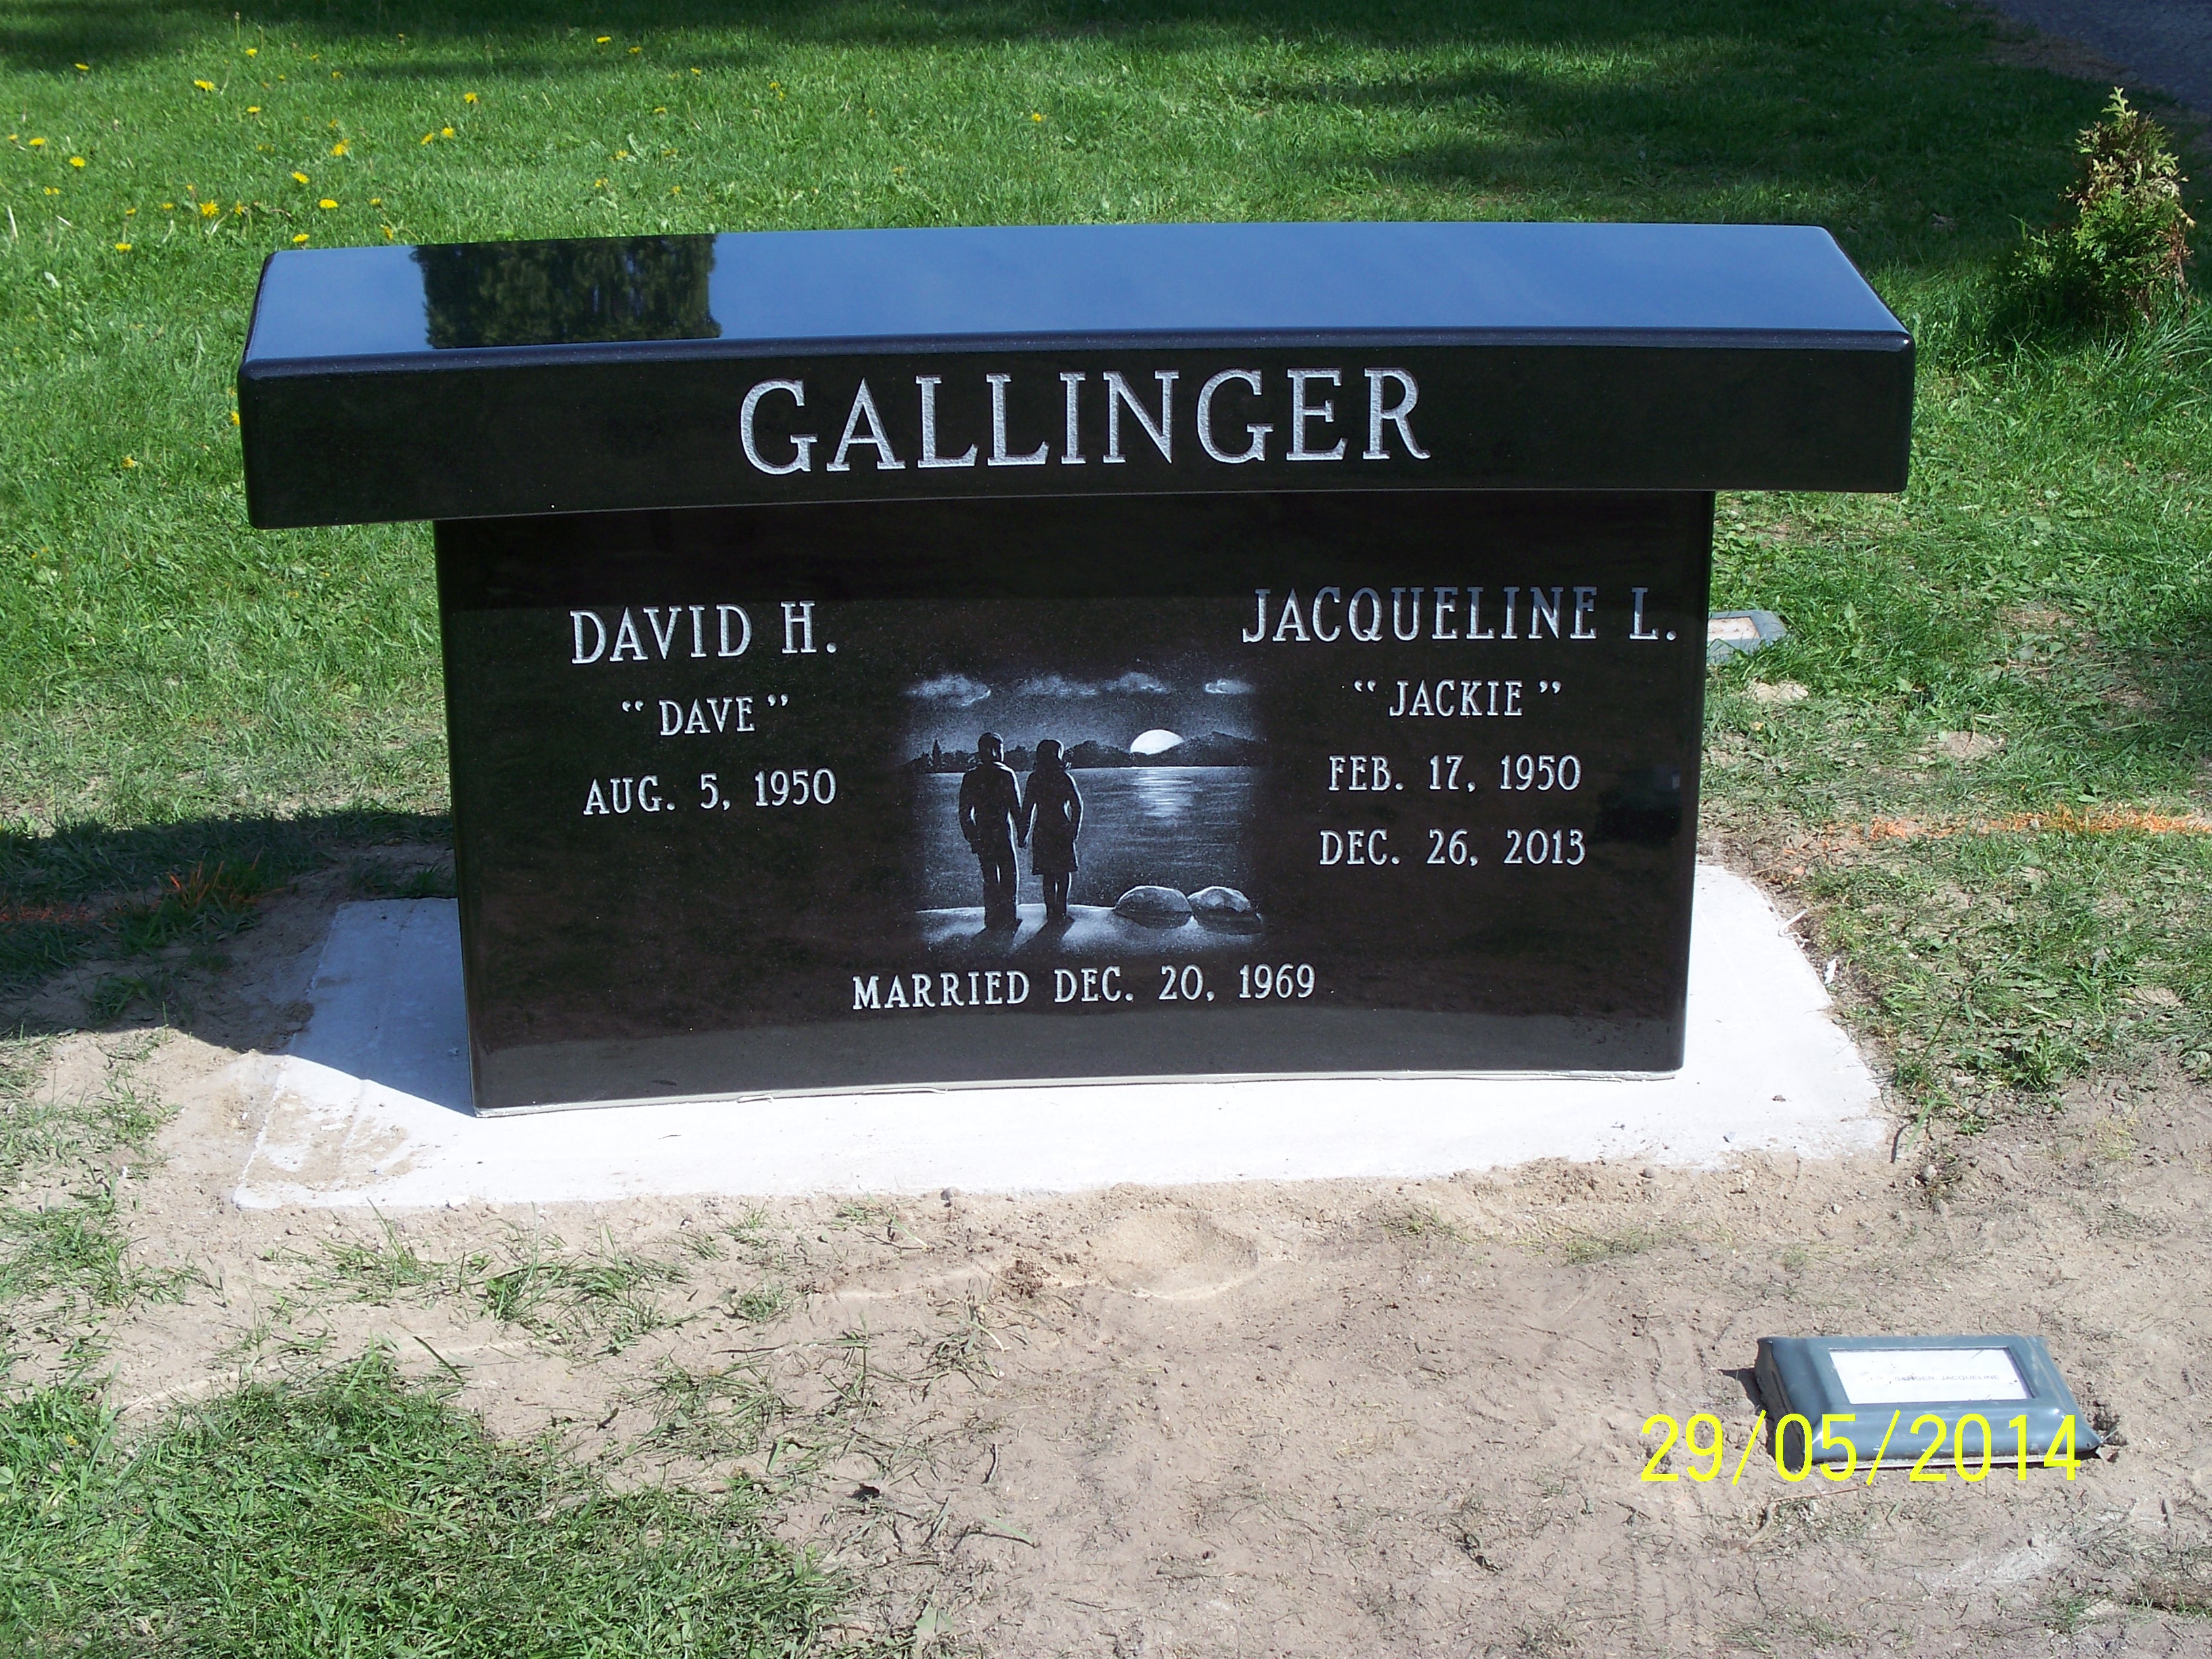 GALLINGER
DAVID H.
"DAVE"
AUG. 5, 1950
JACQUELINE L.
"JACKIE"
FEB. 17, 1950
DEC. 26, 2013
MARRIED DEC. 20, 1969
JACQUELINE
29/05/2014